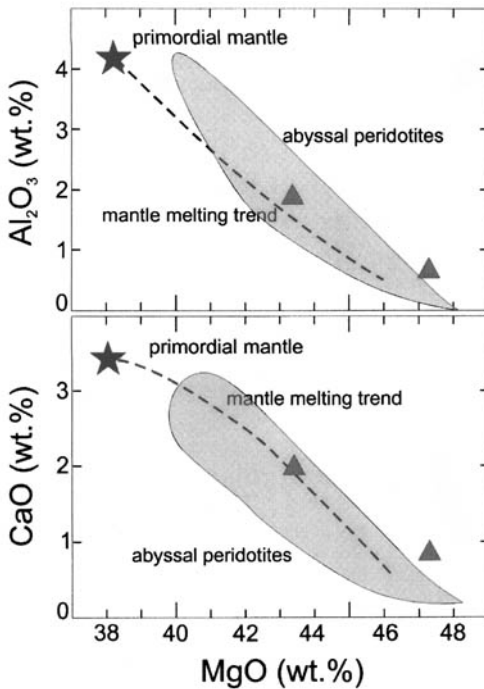 primordial mantle
4
abyssal peridotites
3
Al₂O₃ (wt.%)
2
mantle melting trend
1
0
primordial mantle
3
mantle melting trend
CaO (wt.%)
2
1
abyssal peridotites
0
38 40 42 44 46 48
MgO (wt.%)